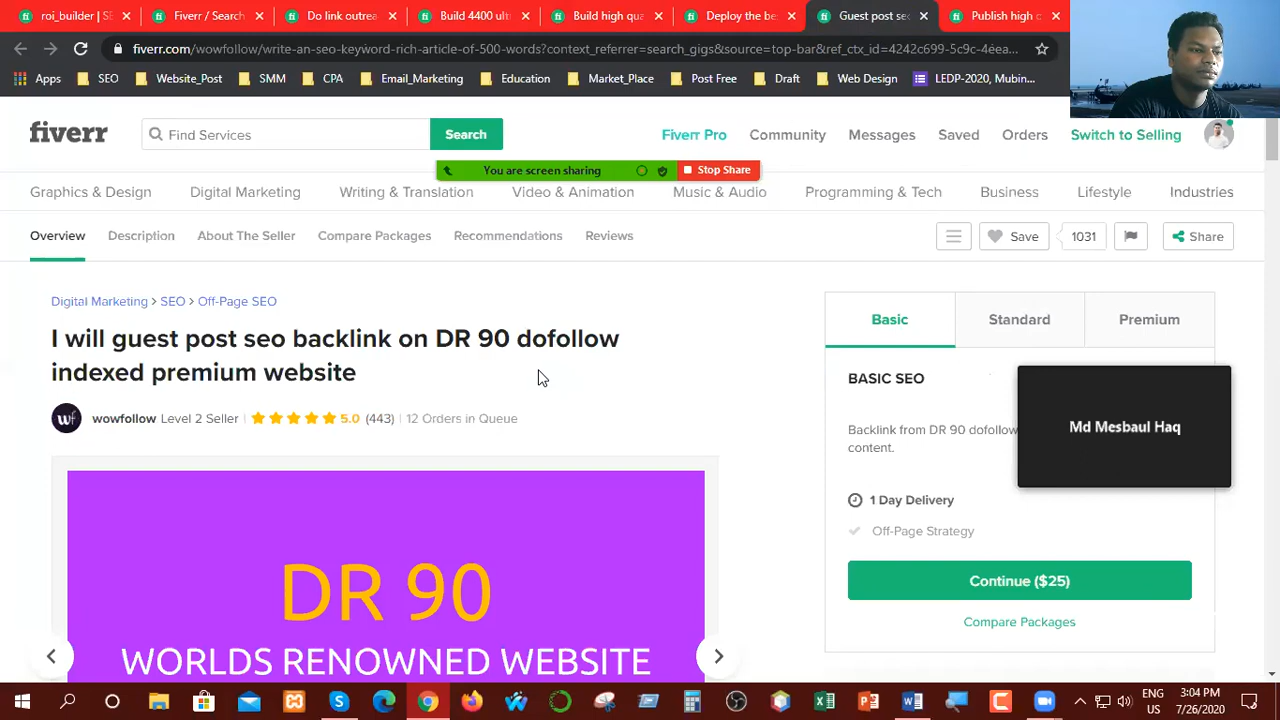 roi_builder | S
Fiverr / Search
Do link outrea
Build 4400 ult
Build high qua
Deploy the be
Guest post seo
Publish high c
fiverr.com/wowfollow/write-an-seo-keyword-rich-article-of-500-words?context_referrer=search_gigs&source=top-bar&ref_ctx_id=4242c699-5c9c-4eea...
Apps SEO Website_Post SMM CPA Email_Marketing Education Market_Place Post Free Draft Web Design LEDP-2020, Mubin...
fiverr Find Services Search Fiverr Pro Community Messages Saved Orders Switch to Selling
You are screen sharing Stop Share
Graphics & Design Digital Marketing Writing & Translation Video & Animation Music & Audio Programming & Tech Business Lifestyle Industries
Overview Description About The Seller Compare Packages Recommendations Reviews Save 1031 Share
Digital Marketing > SEO > Off-Page SEO
I will guest post seo backlink on DR 90 dofollow
indexed premium website
wf wowfollow Level 2 Seller 5.0 (443) 12 Orders in Queue
DR 90
WORLDS RENOWNED WEBSITE
Basic Standard Premium
BASIC SEO
Backlink from DR 90 dofollow
content.
Md Mesbaul Haq
1 Day Delivery
Off-Page Strategy
Continue ($25)
Compare Packages
ENG
US
3:04 PM
7/26/2020